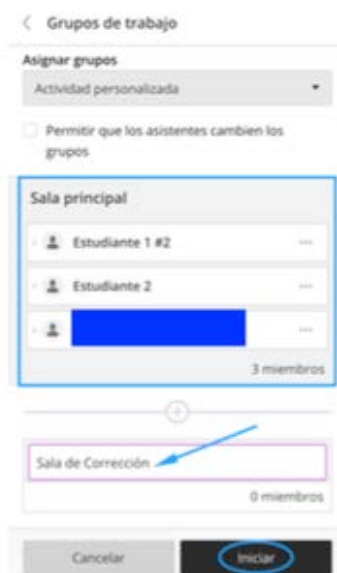 Grupos de trabajo
Asignar grupos
Actividad personalizada
Permitir que los asistentes cambien los
grupos
Sala principal
Estudiante 1 #2
Estudiante 2
3 miembros
Sala de Corrección
0 miembros
Cancelar
Iniciar